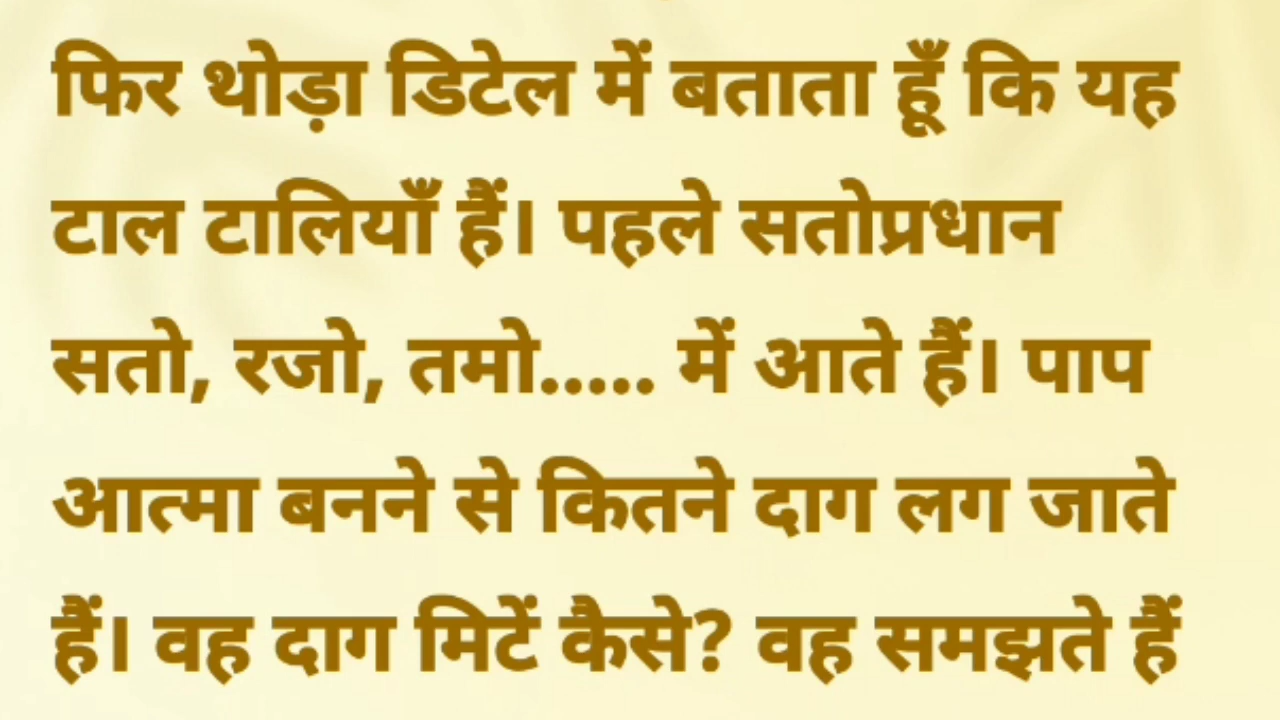 फिर थोड़ा डिटेल में बताता हूँ कि यह
टाल टालियाँ हैं। पहले सतोप्रधान
सतो, रजो, तमो..... में आते हैं। पाप
आत्मा बनने से कितने दाग लग जाते
हैं। वह दाग मिटें कैसे? वह समझते हैं